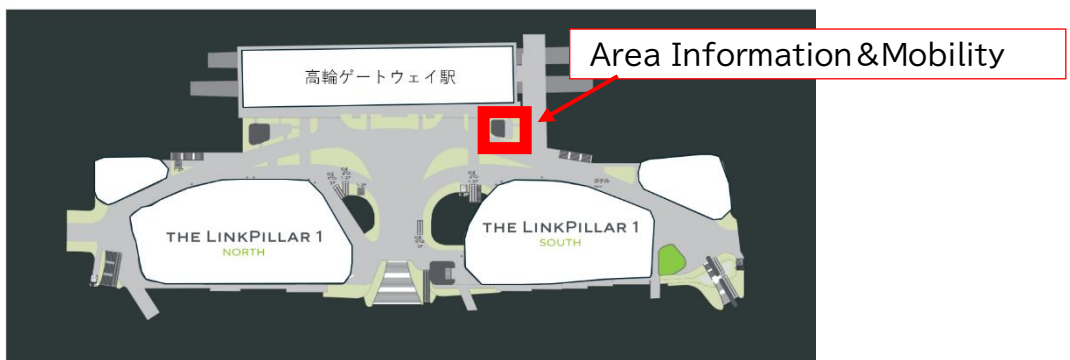 Area Information&Mobility
高輪ゲートウェイ駅
THE LINKPILLAR 1
NORTH
THE LINKPILLAR 1
SOUTH